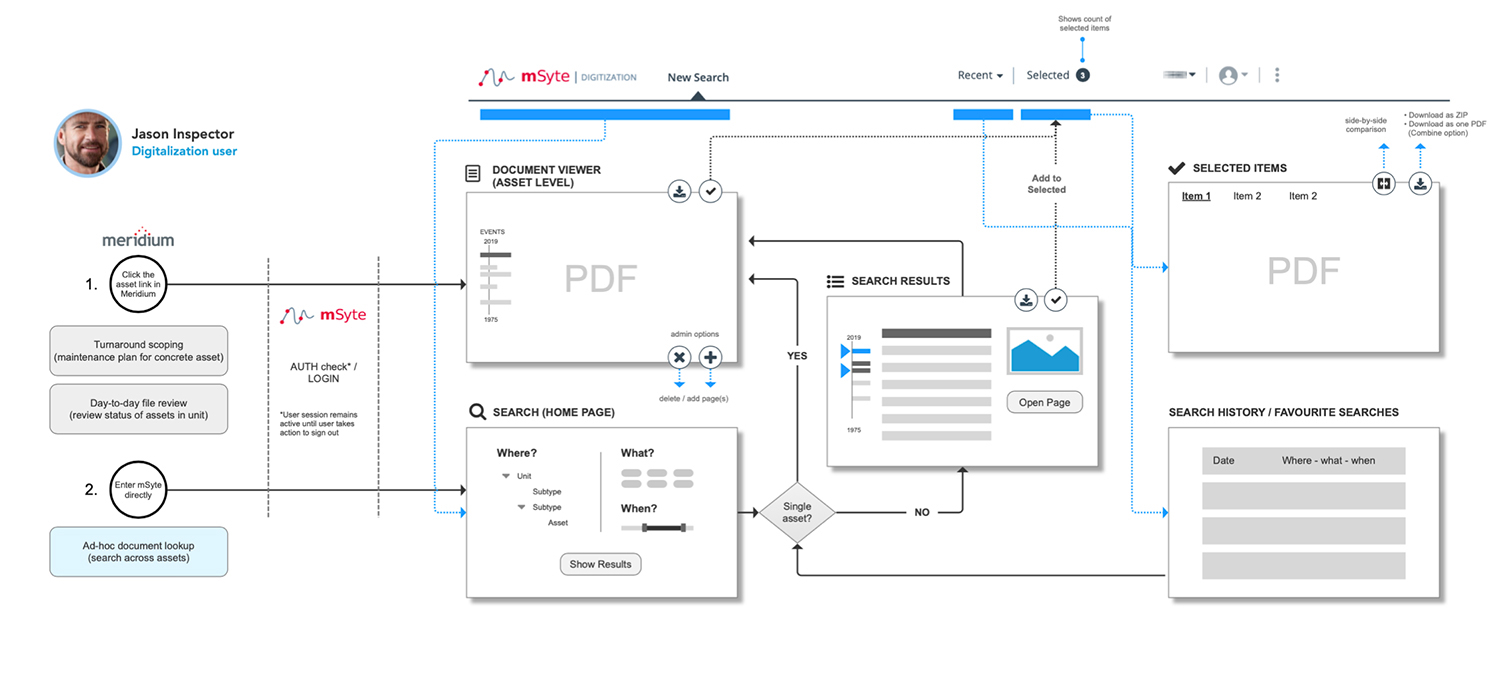 Shows count of
selected items
mSyte | DIGITIZATION
New Search
Recent
Selected 3
Jason Inspector
Digitalization user
side-by-side
comparison
• Download as ZIP
• Download as one PDF
(Combine option)
DOCUMENT VIEWER
(ASSET LEVEL)
Add to
Selected
SELECTED ITEMS
Item 1 Item 2 Item 2
PDF
meridium
1.
Click the
asset link in
Meridium
EVENTS
2019
PDF
1975
admin options
delete / add page(s)
SEARCH RESULTS
2019
1975
Open Page
Turnaround scoping
(maintenance plan for concrete asset)
Day-to-day file review
(review status of assets in unit)
mSyte
AUTH check* /
LOGIN
*User session remains
active until user takes
action to sign out
YES
SEARCH (HOME PAGE)
Where?
Unit
Subtype
Subtype
Asset
What?
When?
Show Results
Single
asset?
NO
SEARCH HISTORY / FAVOURITE SEARCHES
Date Where - what - when
2.
Enter mSyte
directly
Ad-hoc document lookup
(search across assets)